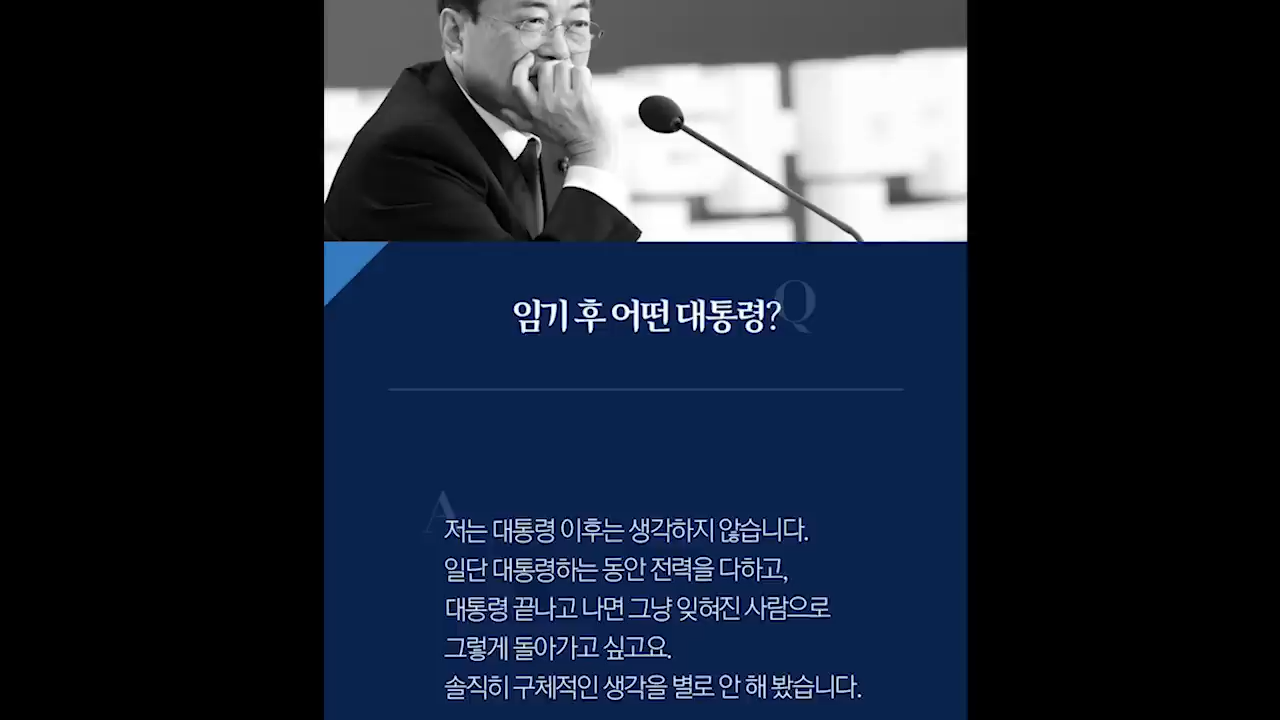 Q
임기 후 어떤 대통령?
A
저는 대통령 이후는 생각하지 않습니다.
일단 대통령하는 동안 전력을 다하고,
대통령 끝나고 나면 그냥 잊혀진 사람으로
그렇게 돌아가고 싶고요.
솔직히 구체적인 생각을 별로 안 해 봤습니다.